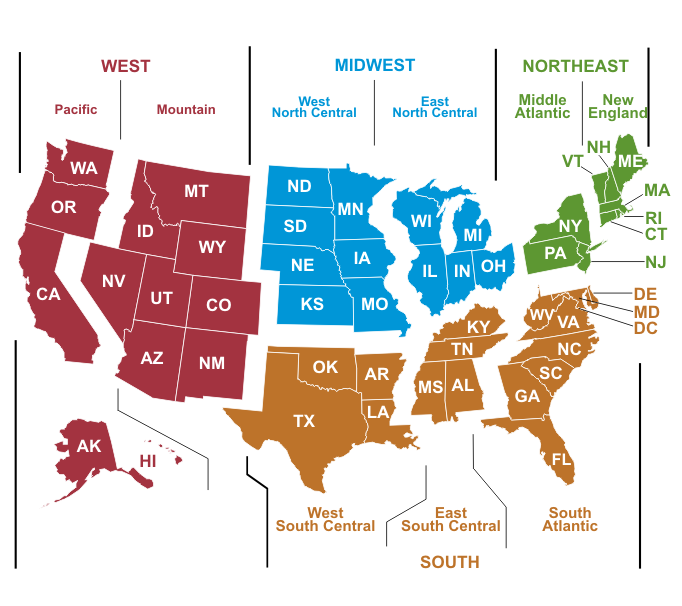 WEST
MIDWEST
NORTHEAST
Pacific
Mountain
West
North Central
East
North Central
Middle
Atlantic
New
England
WA
OR
CA
MT
ID
WY
NV
UT
CO
AZ
NM
AK
HI
ND
SD
NE
KS
MN
IA
MO
WI
MI
IL
IN
OH
NH
VT
ME
MA
RI
CT
NY
PA
NJ
DE
MD
DC
WV
VA
KY
TN
NC
SC
GA
FL
OK
AR
TX
LA
MS
AL
West
South Central
East
South Central
South
Atlantic
SOUTH